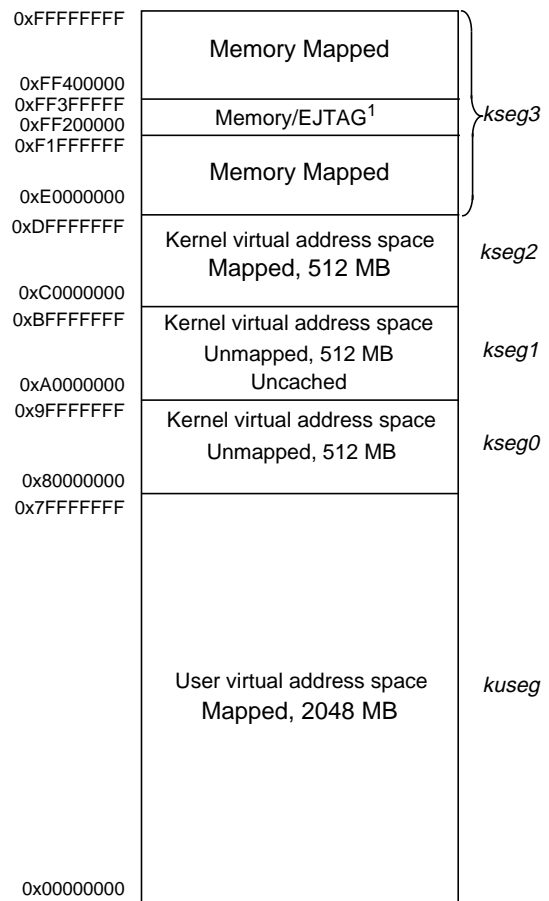 0xFFFFFFFF
Memory Mapped
0xFF400000
0xFF3FFFFF
Memory/EJTAG1
kseg3
0xFF200000
0xF1FFFFFF
Memory Mapped
0xE0000000
0xDFFFFFFF
Kernel virtual address space
Mapped, 512 MB
kseg2
0xC0000000
0xBFFFFFFF
Kernel virtual address space
Unmapped, 512 MB
kseg1
Uncached
0xA0000000
0x9FFFFFFF
Kernel virtual address space
Unmapped, 512 MB
kseg0
0x80000000
0x7FFFFFFF
User virtual address space
Mapped, 2048 MB
kuseg
0x00000000